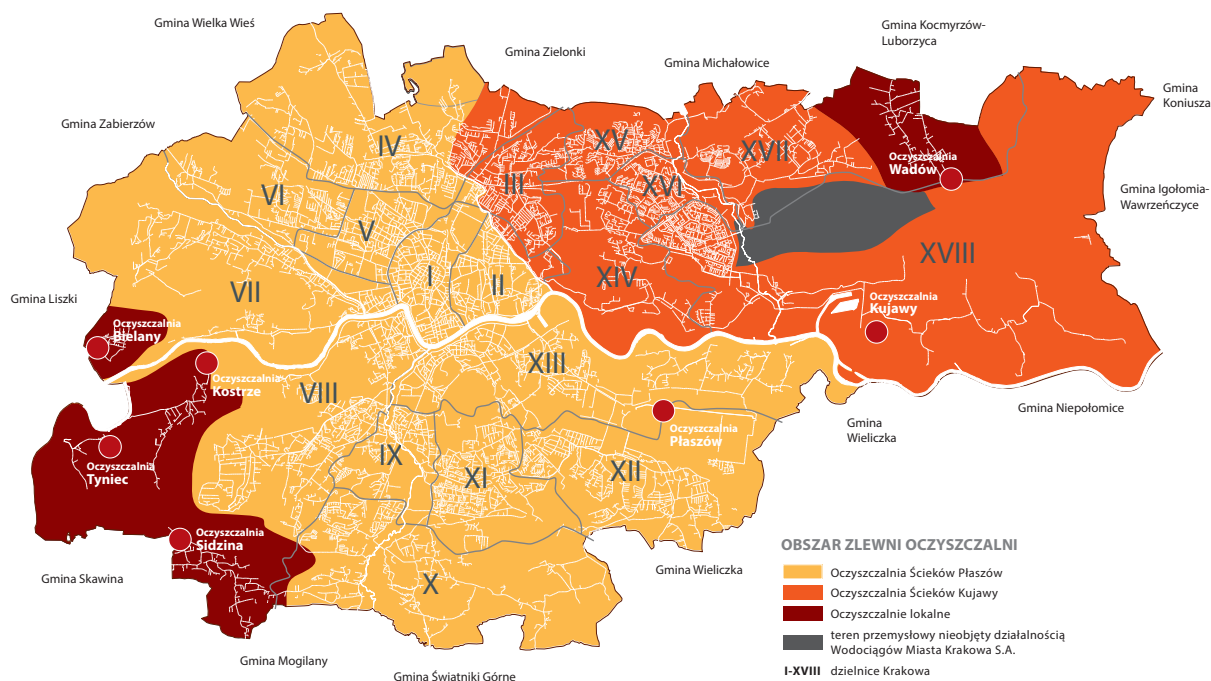 Gmina Wielka Wieś
Gmina Zielonki
Gmina Kocmyrzów-
Luborzyca
Gmina Michałowice
Gmina
Koniusza
Gmina Zabierzów
IV
XV
XVII
Oczyszczalnia
Wadów
III
XVI
VI
Gmina Igołomia-
Wawrzeńczyce
V
XVIII
I
II
XIV
VII
Gmina Liszki
Oczyszczalnia
Kujawy
Oczyszczalnia
Bielany
XIII
Oczyszczalnia
Kostrze
VIII
Gmina Niepołomice
Gmina
Wieliczka
Oczyszczalnia
Płaszów
IX
Oczyszczalnia
Tyniec
XI
XII
Oczyszczalnia
Sidzina
Gmina Skawina
Gmina Wieliczka
X
Gmina Mogilany
Gmina Światniki Górne
OBSZAR ZLEWNI OCZYSZCZALNI
Oczyszczalnia Ścieków Płaszów
Oczyszczalnia Ścieków Kujawy
Oczyszczalnie lokalne
teren przemysłowy nieobjęty działalnością
Wodociągów Miasta Krakowa S.A.
I-XVIII dzielnice Krakowa